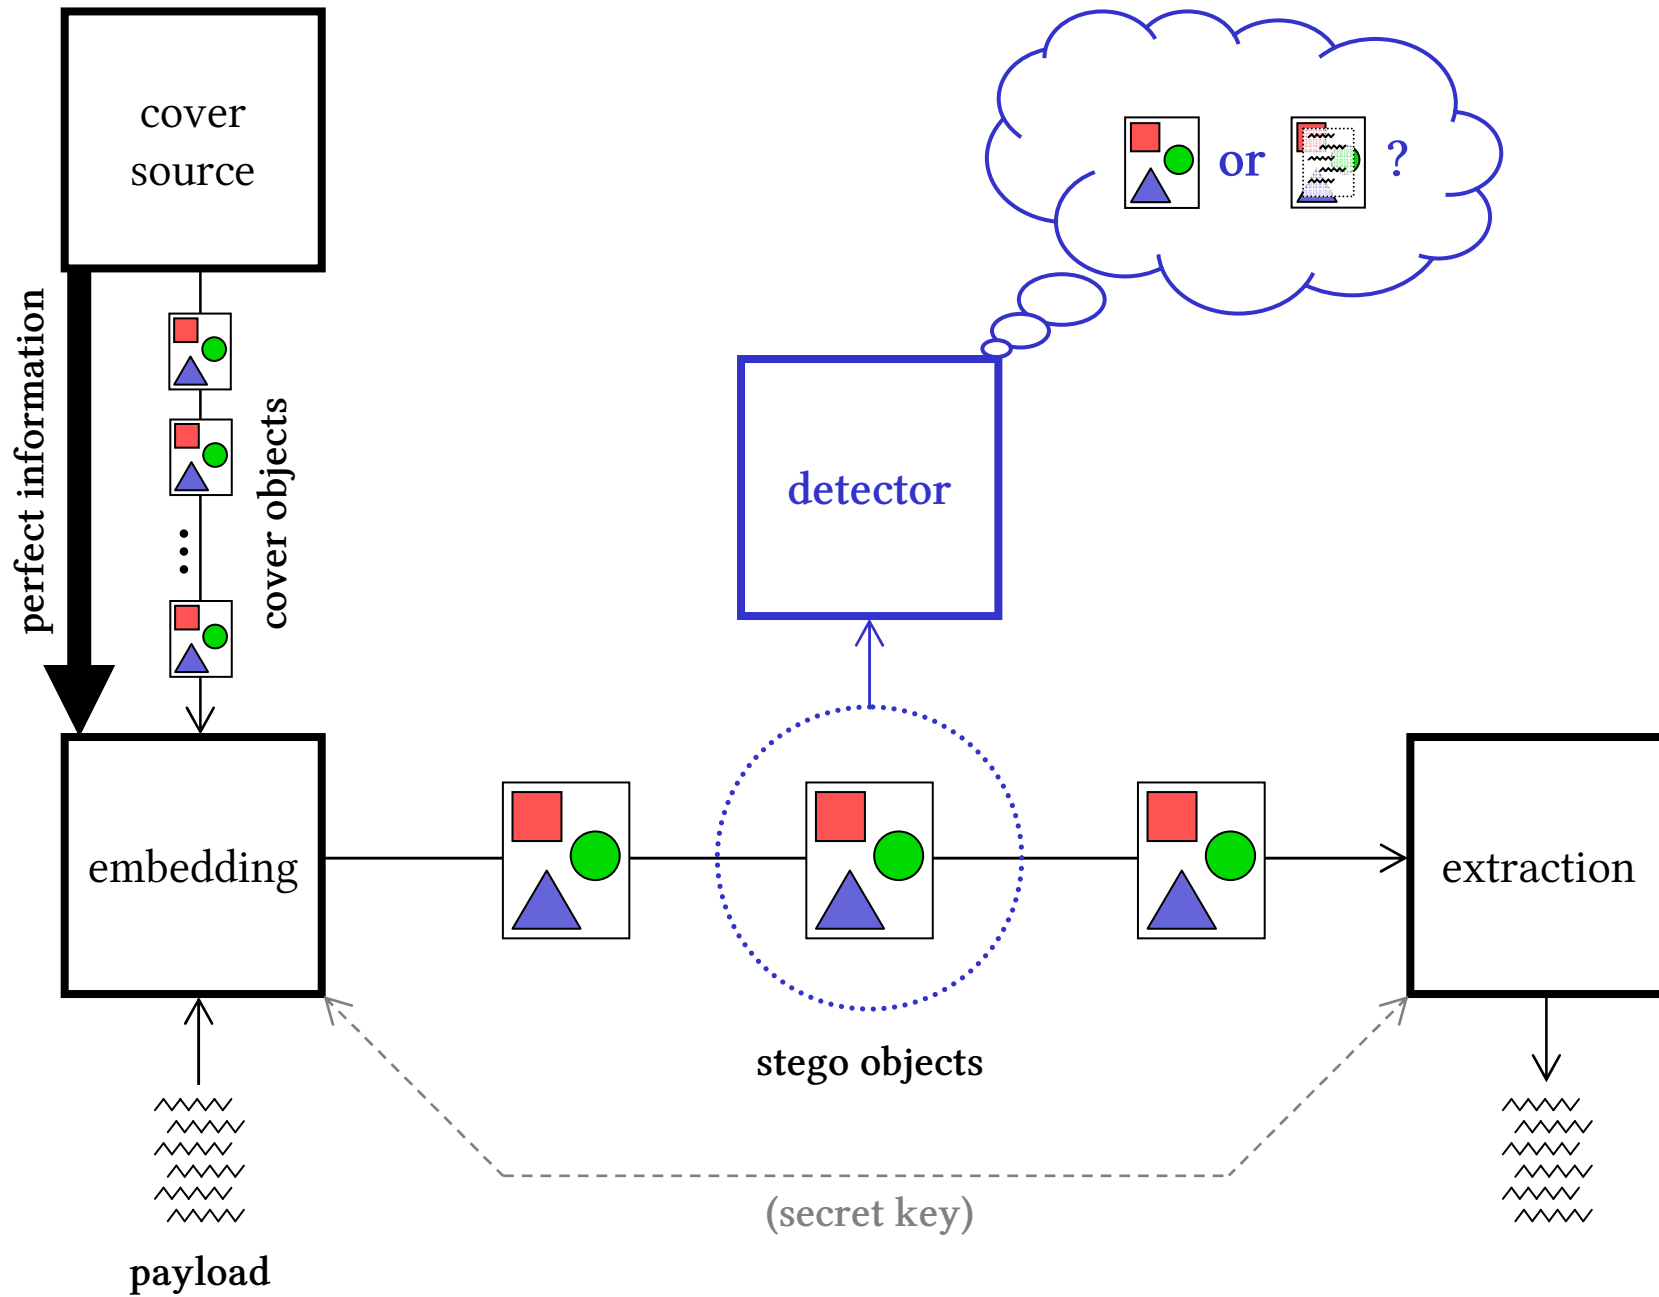 cover
source
or
?
perfect information
cover objects
detector
embedding
extraction
stego objects
(secret key)
payload